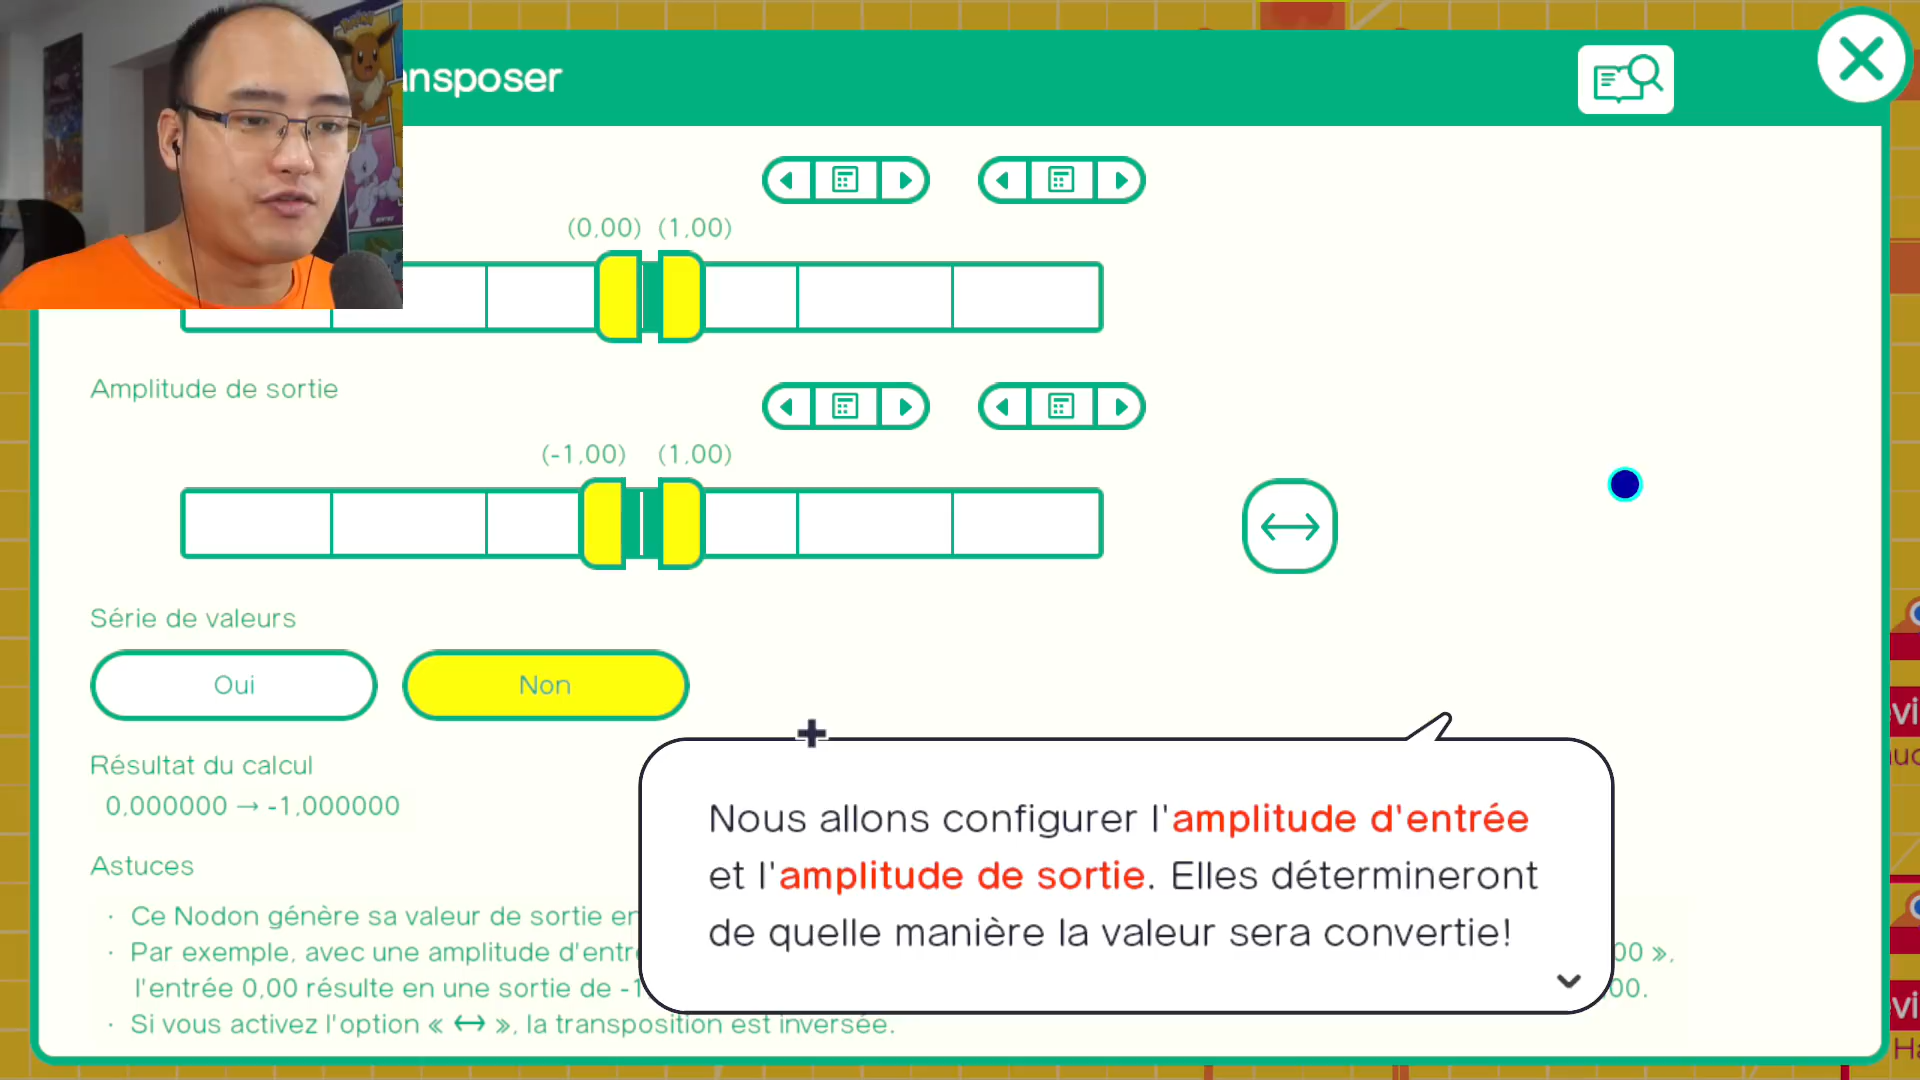 nsposer
(0,00) (1,00)
Amplitude de sortie
(-1,00) (1,00)
Série de valeurs
Oui
Non
Résultat du calcul
0,000000 → -1,000000
Astuces
· Ce Nodon génère sa valeur de sortie en
· Par exemple, avec une amplitude d'entré
00 »,
l'entrée 0,00 résulte en une sortie de -1
00.
· Si vous activez l'option « ↔ », la transposition est inversée.
Nous allons configurer l'amplitude d'entrée
et l'amplitude de sortie. Elles détermineront
de quelle manière la valeur sera convertie!